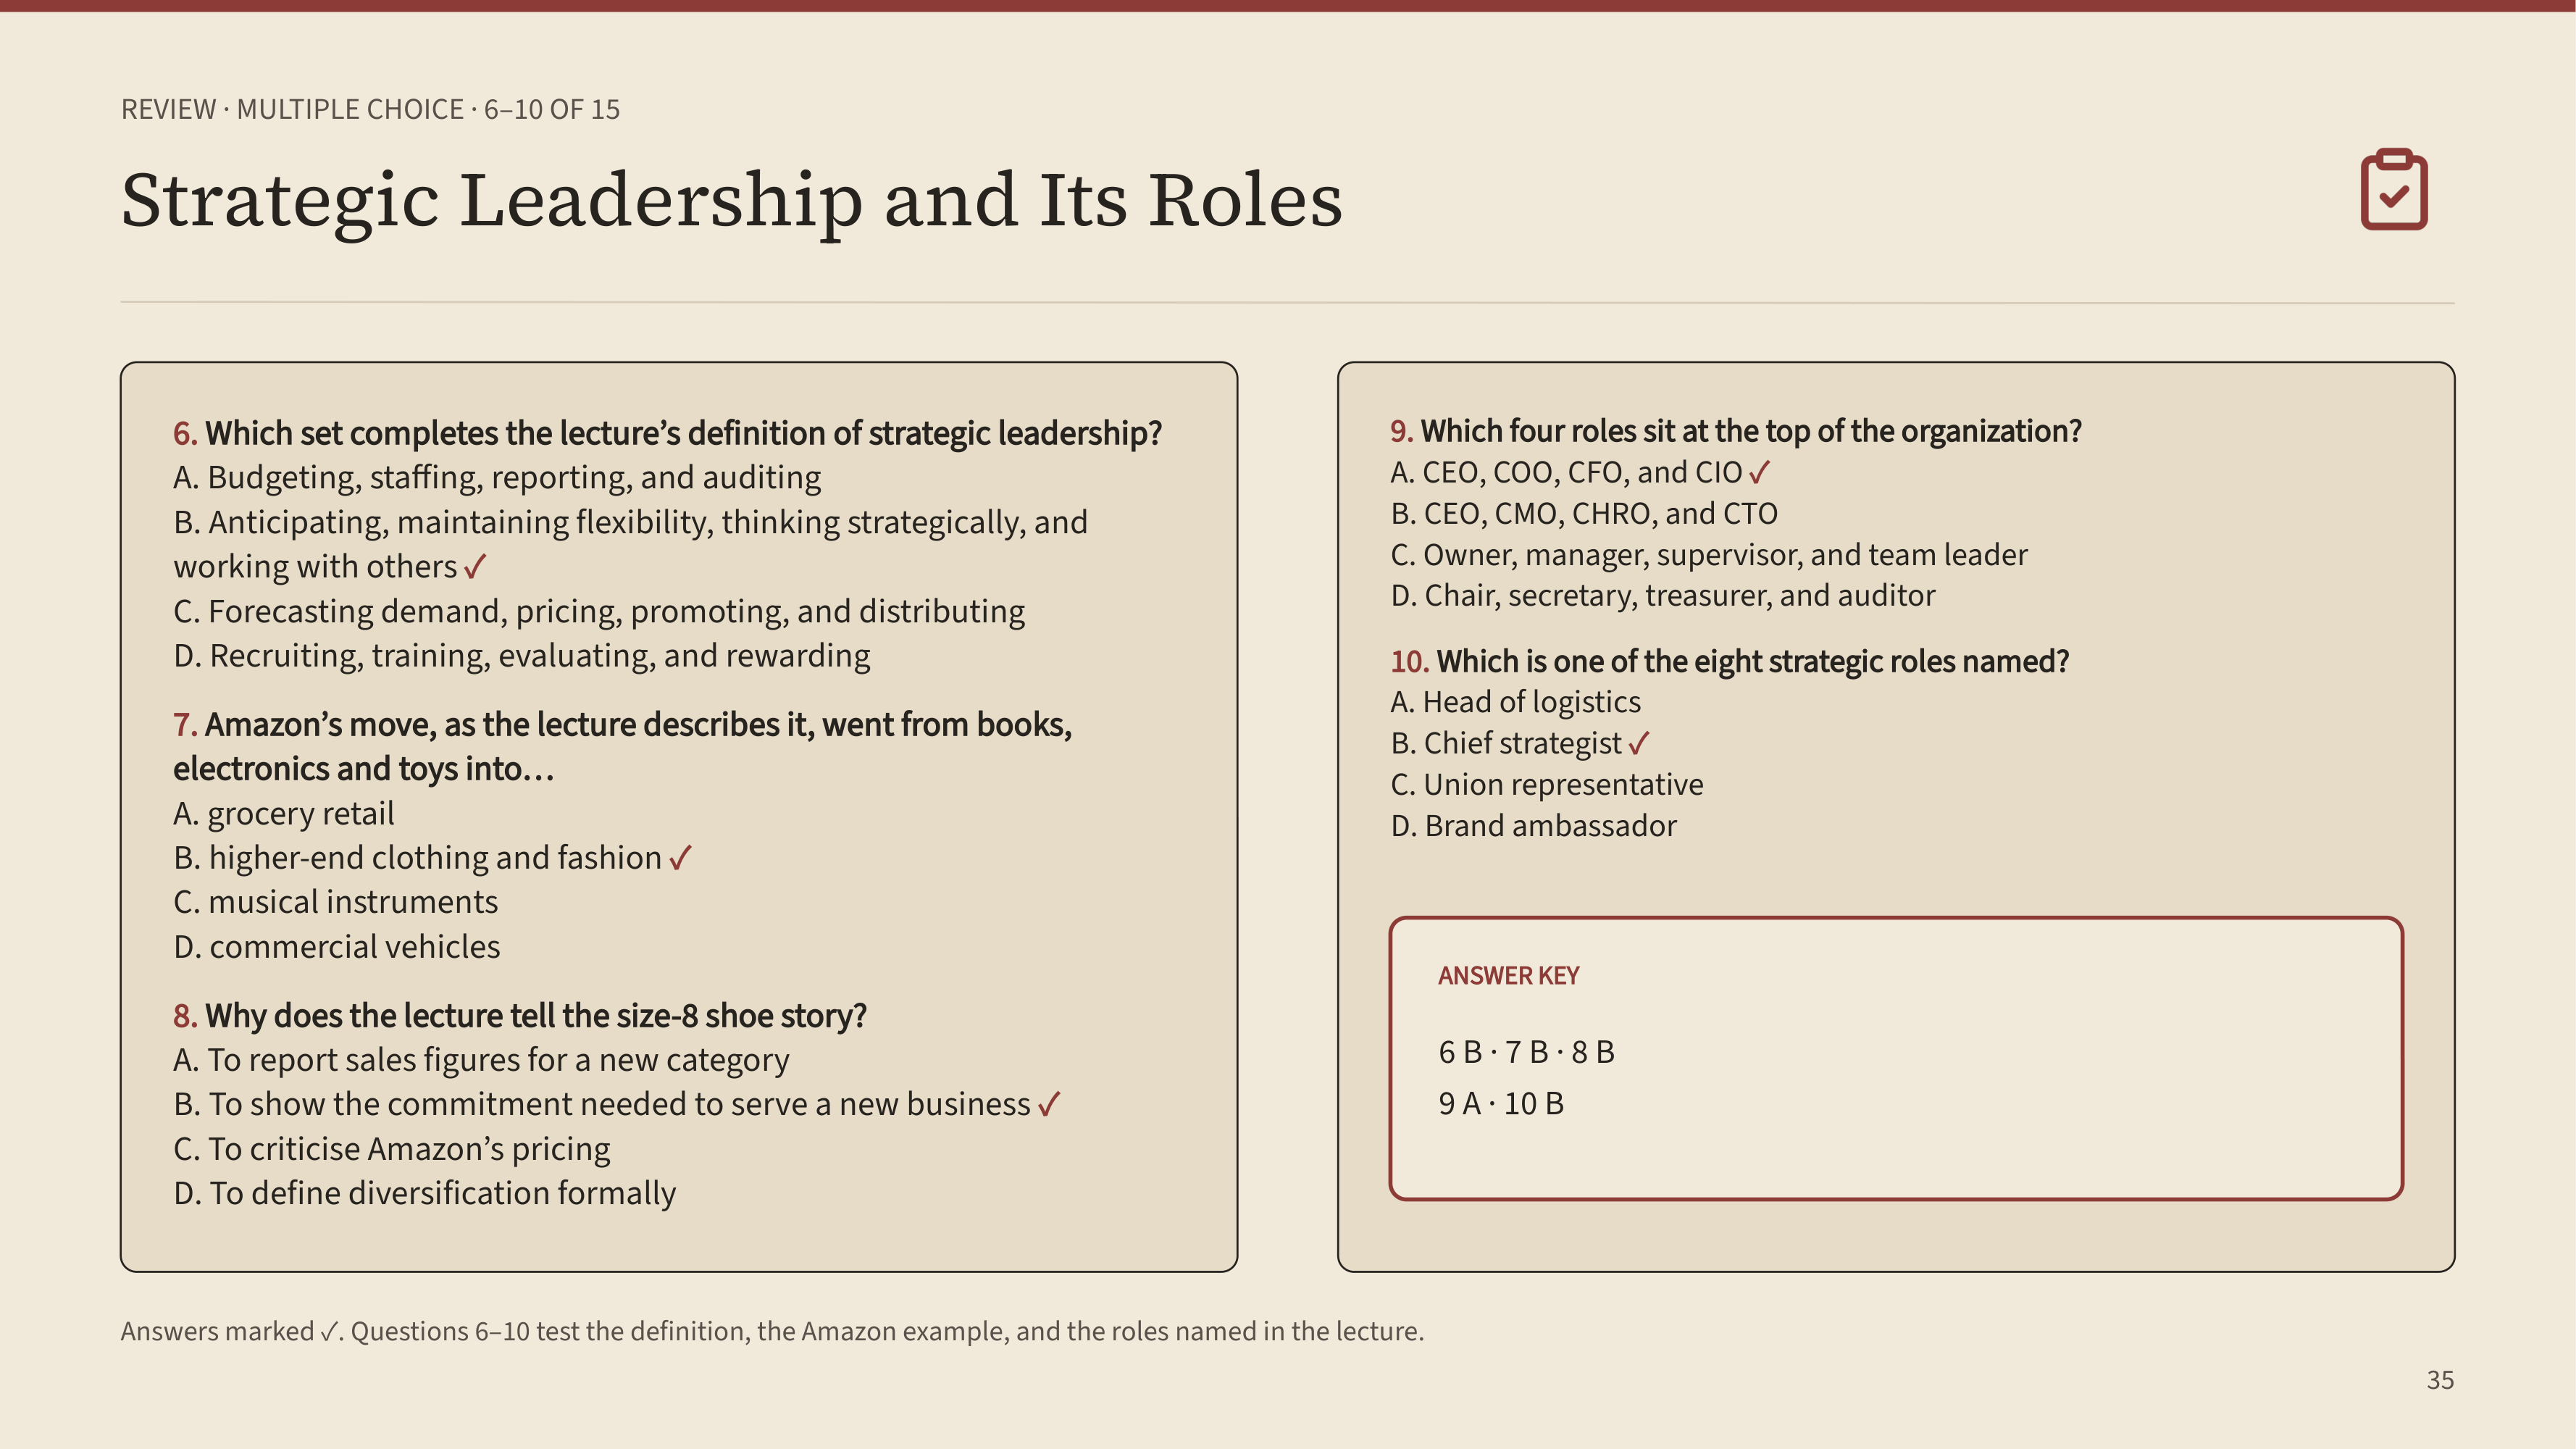 REVIEW · MULTIPLE CHOICE · 6–10 OF 15
Strategic Leadership and Its Roles
6. Which set completes the lecture’s definition of strategic leadership?
A. Budgeting, staffing, reporting, and auditing
B. Anticipating, maintaining flexibility, thinking strategically, and
working with others ✓
C. Forecasting demand, pricing, promoting, and distributing
D. Recruiting, training, evaluating, and rewarding
7. Amazon’s move, as the lecture describes it, went from books,
electronics and toys into…
A. grocery retail
B. higher-end clothing and fashion ✓
C. musical instruments
D. commercial vehicles
8. Why does the lecture tell the size-8 shoe story?
A. To report sales figures for a new category
B. To show the commitment needed to serve a new business ✓
C. To criticise Amazon’s pricing
D. To define diversification formally
9. Which four roles sit at the top of the organization?
A. CEO, COO, CFO, and CIO ✓
B. CEO, CMO, CHRO, and CTO
C. Owner, manager, supervisor, and team leader
D. Chair, secretary, treasurer, and auditor
10. Which is one of the eight strategic roles named?
A. Head of logistics
B. Chief strategist ✓
C. Union representative
D. Brand ambassador
ANSWER KEY
6 B · 7 B · 8 B
9 A · 10 B
Answers marked ✓. Questions 6–10 test the definition, the Amazon example, and the roles named in the lecture.
35